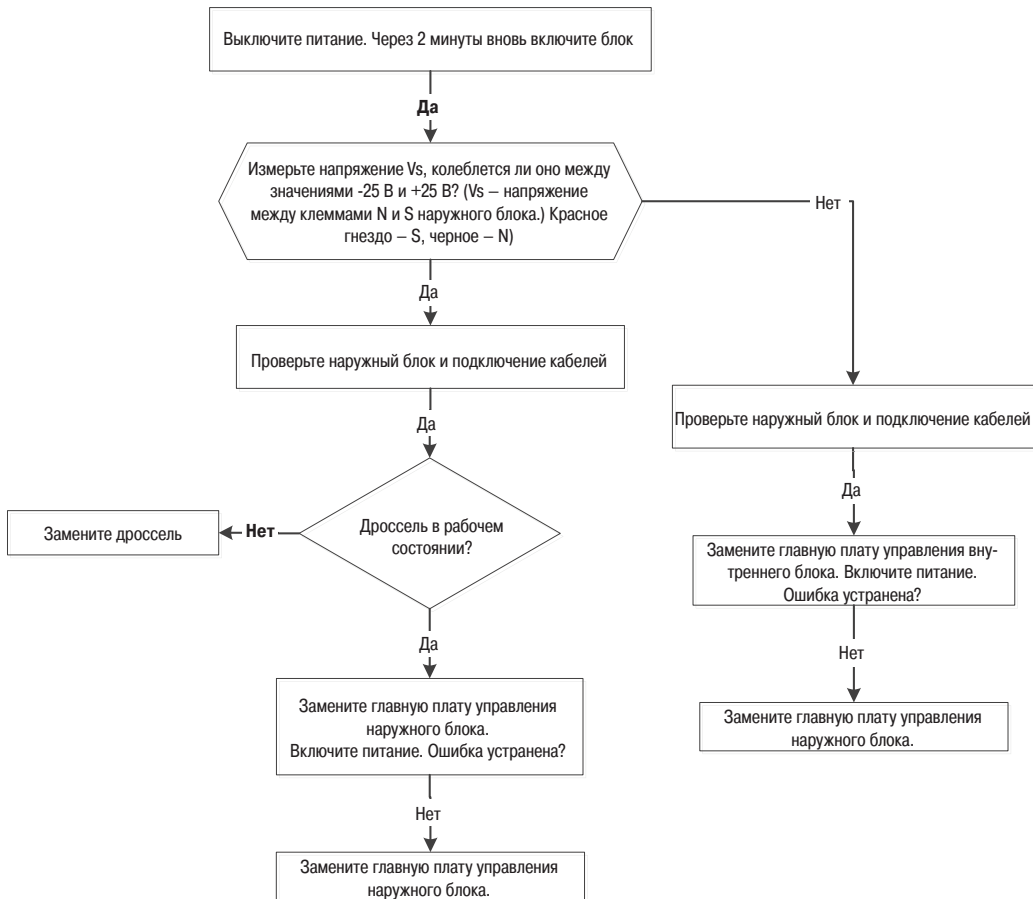 Выключите питание. Через 2 минуты вновь включите блок
Да
Измерьте напряжение Vs, колеблется ли оно между
значениями -25 В и +25 В? (Vs – напряжение
между клеммами N и S наружного блока.) Красное
гнездо – S, черное – N)
Нет
Да
Проверьте наружный блок и подключение кабелей
Проверьте наружный блок и подключение кабелей
Да
Да
Дроссель в рабочем
состоянии?
Нет
Замените дроссель
Замените главную плату управления вну-
треннего блока. Включите питание.
Ошибка устранена?
Да
Нет
Замените главную плату управления
наружного блока.
Включите питание. Ошибка устранена?
Замените главную плату управления
наружного блока.
Нет
Замените главную плату управления
наружного блока.